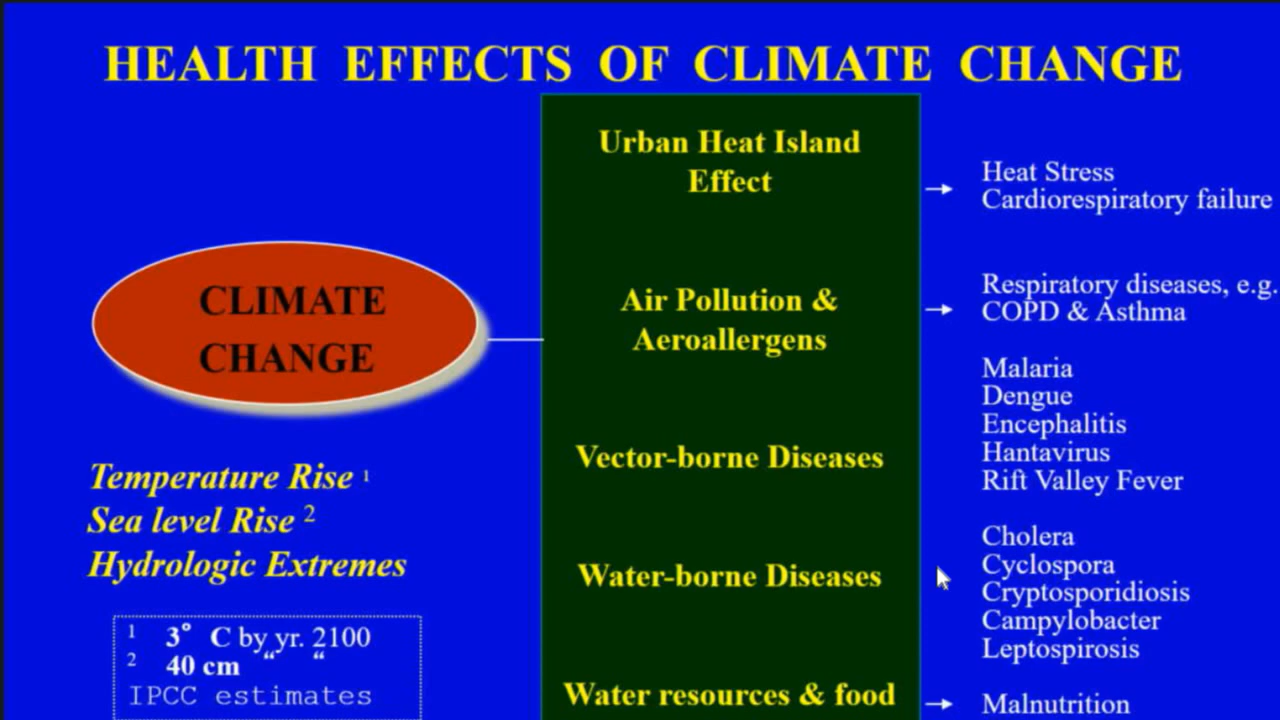 HEALTH EFFECTS OF CLIMATE CHANGE
CLIMATE
CHANGE
Temperature Rise 1
Sea level Rise 2
Hydrologic Extremes
1 3° C by yr. 2100
2 40 cm “ “
IPCC estimates
Urban Heat Island
Effect
Air Pollution &
Aeroallergens
Vector-borne Diseases
Water-borne Diseases
Water resources & food
Heat Stress
Cardiorespiratory failure
Respiratory diseases, e.g.
COPD & Asthma
Malaria
Dengue
Encephalitis
Hantavirus
Rift Valley Fever
Cholera
Cyclospora
Cryptosporidiosis
Campylobacter
Leptospirosis
Malnutrition